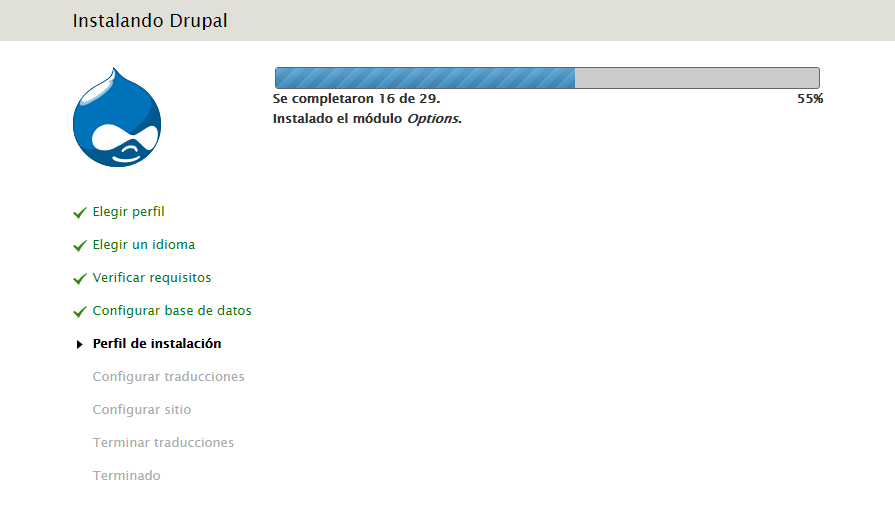 Instalando Drupal
Se completaron 16 de 29. 55%
Instalado el módulo Options.
Elegir perfil
Elegir un idioma
Verificar requisitos
Configurar base de datos
Perfil de instalación
Configurar traducciones
Configurar sitio
Terminar traducciones
Terminado